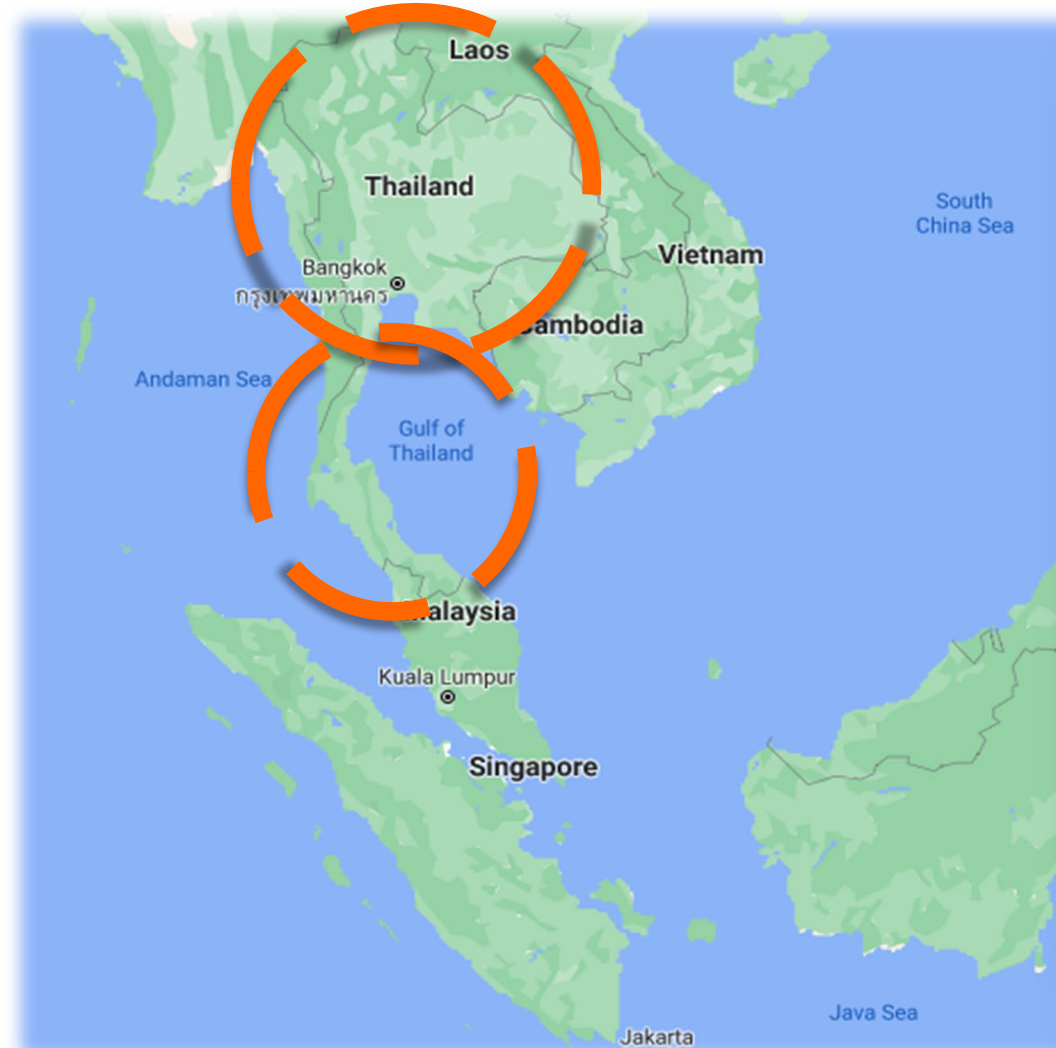 Laos
Thailand
South
China Sea
Vietnam
Bangkok
กรุงเทพมหานคร
Cambodia
Andaman Sea
Gulf of
Thailand
Malaysia
Kuala Lumpur
Singapore
Java Sea
Jakarta